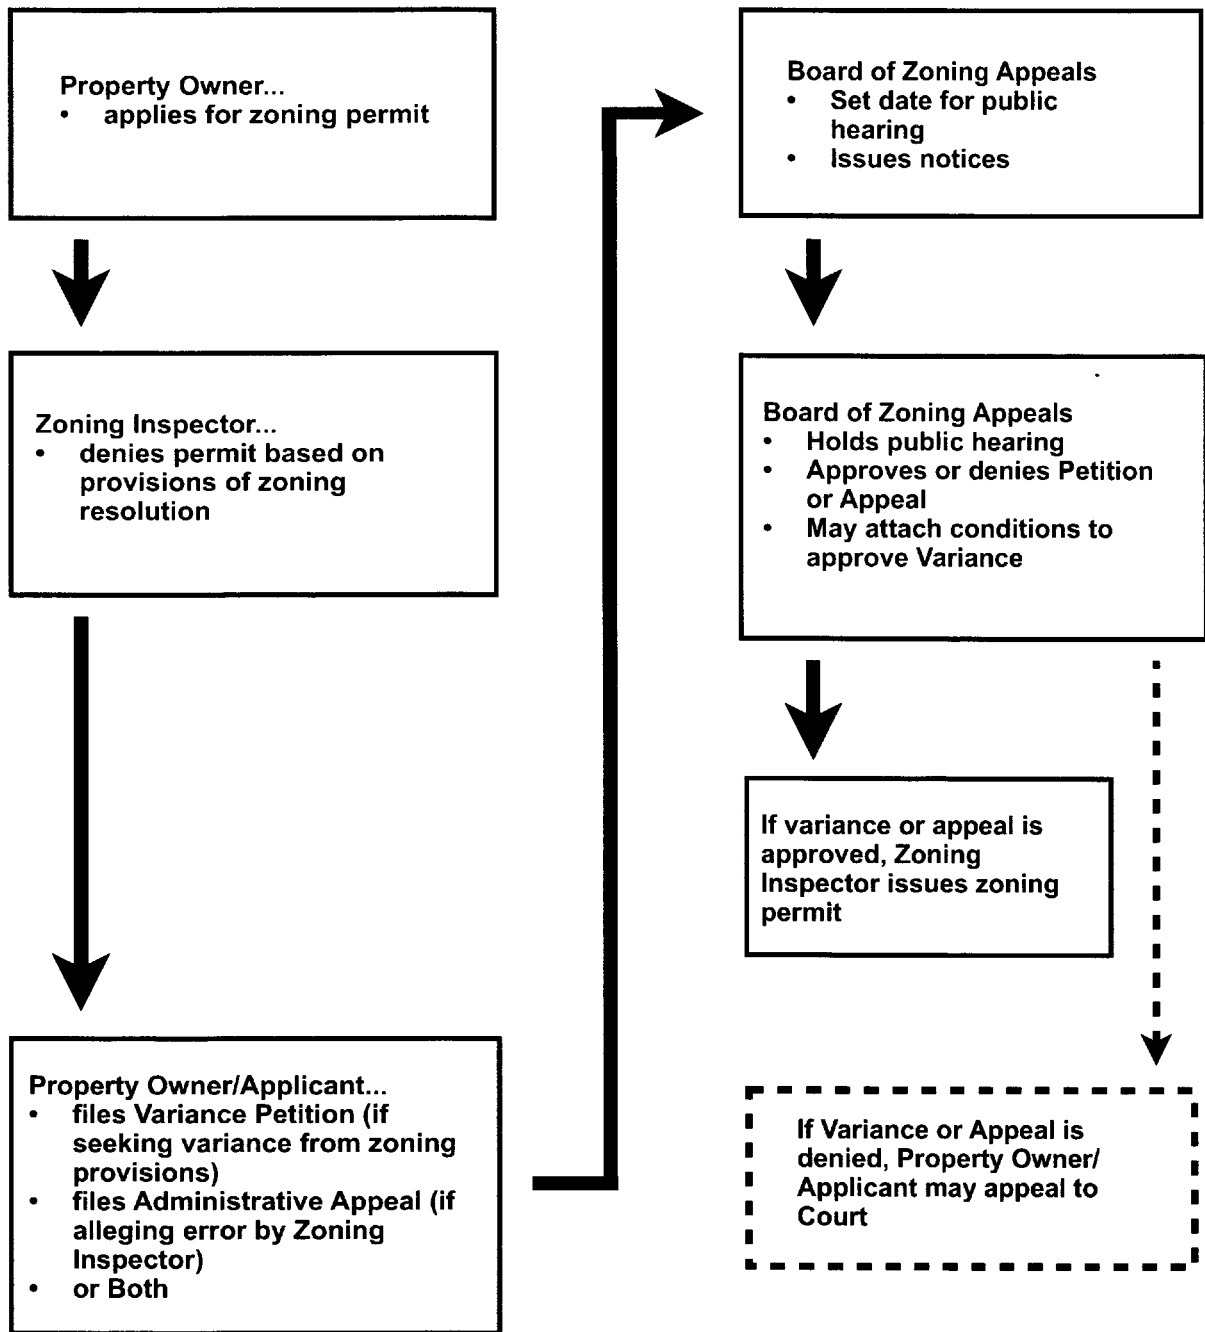 Property Owner...
• applies for zoning permit
Zoning Inspector...
• denies permit based on
provisions of zoning
resolution
Property Owner/Applicant...
• files Variance Petition (if
seeking variance from zoning
provisions)
• files Administrative Appeal (if
alleging error by Zoning
Inspector)
• or Both
Board of Zoning Appeals
• Set date for public
hearing
• Issues notices
Board of Zoning Appeals
• Holds public hearing
• Approves or denies Petition
or Appeal
• May attach conditions to
approve Variance
If variance or appeal is
approved, Zoning
Inspector issues zoning
permit
If Variance or Appeal is
denied, Property Owner/
Applicant may appeal to
Court